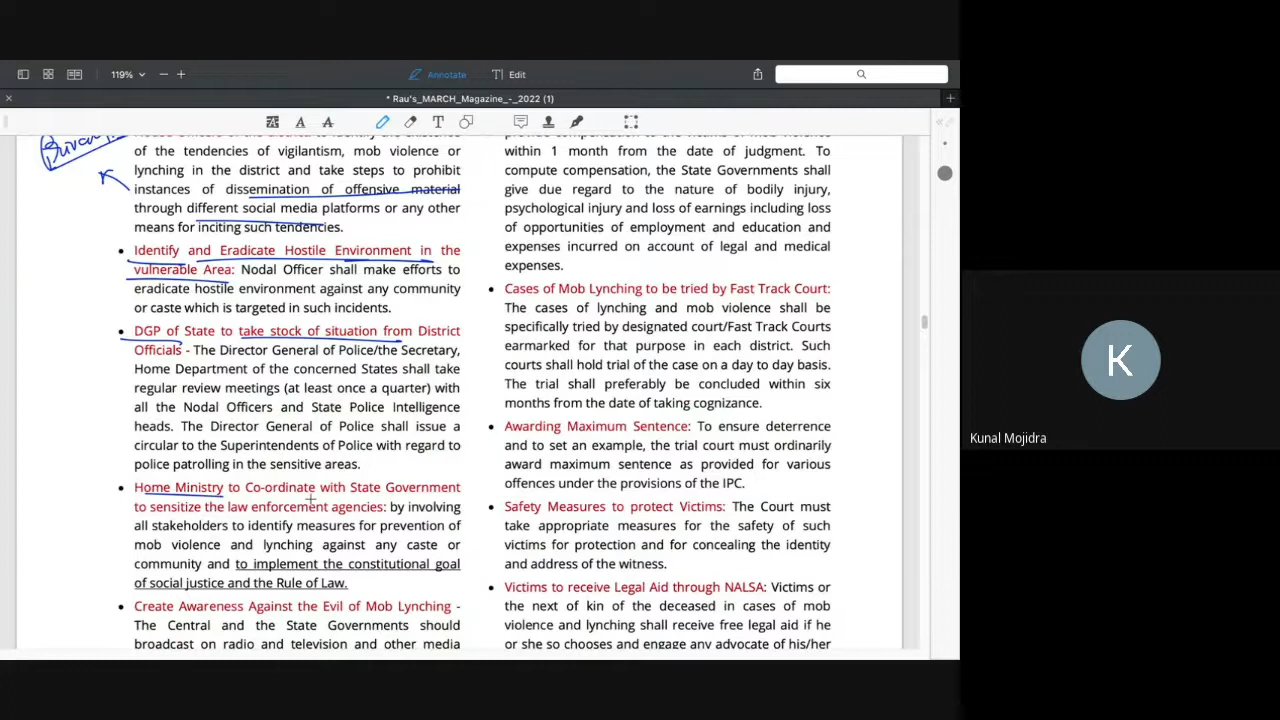 119%
Annotate
Edit
* Rau's_MARCH_Magazine_-_2022 (1)
of the tendencies of vigilantism, mob violence or
lynching in the district and take steps to prohibit
instances of dissemination of offensive material
through different social media platforms or any other
means for inciting such tendencies.
• Identify and Eradicate Hostile Environment in the
vulnerable Area: Nodal Officer shall make efforts to
eradicate hostile environment against any community
or caste which is targeted in such incidents.
• DGP of State to take stock of situation from District
Officials - The Director General of Police/the Secretary,
Home Department of the concerned States shall take
regular review meetings (at least once a quarter) with
all the Nodal Officers and State Police Intelligence
heads. The Director General of Police shall issue a
circular to the Superintendents of Police with regard to
police patrolling in the sensitive areas.
• Home Ministry to Co-ordinate with State Government
to sensitize the law enforcement agencies: by involving
all stakeholders to identify measures for prevention of
mob violence and lynching against any caste or
community and to implement the constitutional goal
of social justice and the Rule of Law.
• Create Awareness Against the Evil of Mob Lynching -
The Central and the State Governments should
broadcast on radio and television and other media
provide compensation to the victims of mob violence
within 1 month from the date of judgment. To
compute compensation, the State Governments shall
give due regard to the nature of bodily injury,
psychological injury and loss of earnings including loss
of opportunities of employment and education and
expenses incurred on account of legal and medical
expenses.
• Cases of Mob Lynching to be tried by Fast Track Court:
The cases of lynching and mob violence shall be
specifically tried by designated court/Fast Track Courts
earmarked for that purpose in each district. Such
courts shall hold trial of the case on a day to day basis.
The trial shall preferably be concluded within six
months from the date of taking cognizance.
• Awarding Maximum Sentence: To ensure deterrence
and to set an example, the trial court must ordinarily
award maximum sentence as provided for various
offences under the provisions of the IPC.
• Safety Measures to protect Victims: The Court must
take appropriate measures for the safety of such
victims for protection and for concealing the identity
and address of the witness.
• Victims to receive Legal Aid through NALSA: Victims or
the next of kin of the deceased in cases of mob
violence and lynching shall receive free legal aid if he
or she so chooses and engage any advocate of his/her
K
Kunal Mojidra